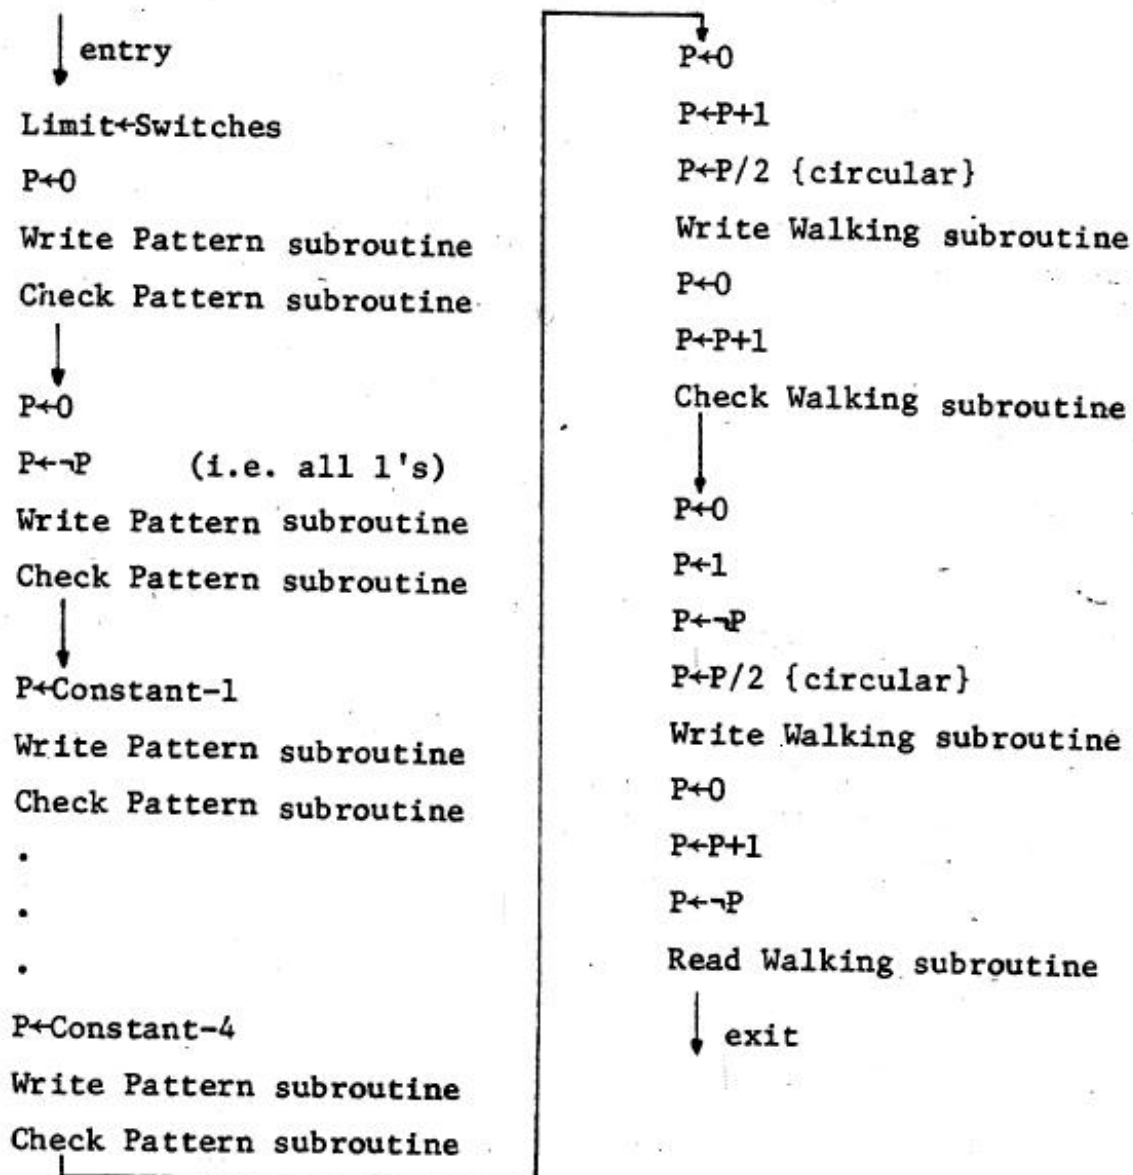 entry
Limit←Switches
P←0
Write Pattern subroutine
Check Pattern subroutine
P←0
P←¬P (i.e. all 1's)
Write Pattern subroutine
Check Pattern subroutine
P←Constant-1
Write Pattern subroutine
Check Pattern subroutine
.
.
.
P←Constant-4
Write Pattern subroutine
Check Pattern subroutine
P←0
P←P+1
P←P/2 {circular}
Write Walking subroutine
P←0
P←P+1
Check Walking subroutine
P←0
P←1
P←¬P
P←P/2 {circular}
Write Walking subroutine
P←0
P←P+1
P←¬P
Read Walking subroutine
exit